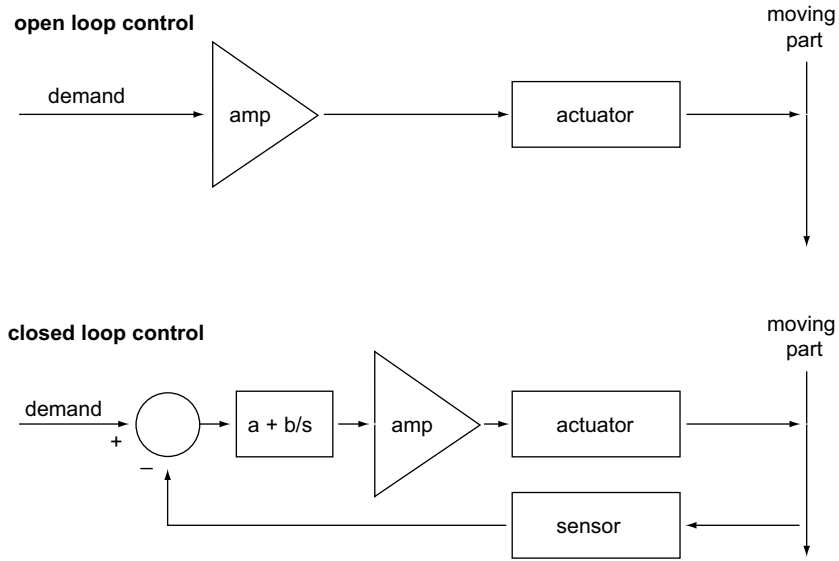 open loop control
moving
part
demand
amp
actuator
closed loop control
moving
part
demand
+
–
a + b/s
amp
actuator
sensor